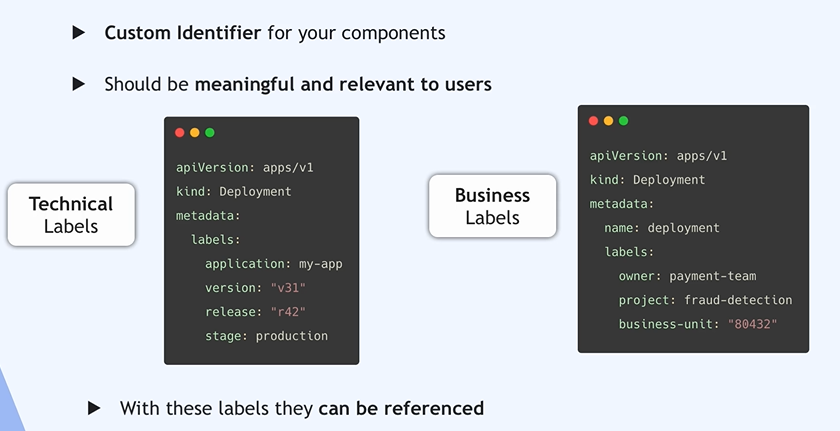 Custom Identifier for your components
Should be meaningful and relevant to users
Technical
Labels
apiVersion: apps/v1
kind: Deployment
metadata:
  labels:
    application: my-app
    version: "v31"
    release: "r42"
    stage: production
Business
Labels
apiVersion: apps/v1
kind: Deployment
metadata:
  name: deployment
  labels:
    owner: payment-team
    project: fraud-detection
    business-unit: "80432"
With these labels they can be referenced